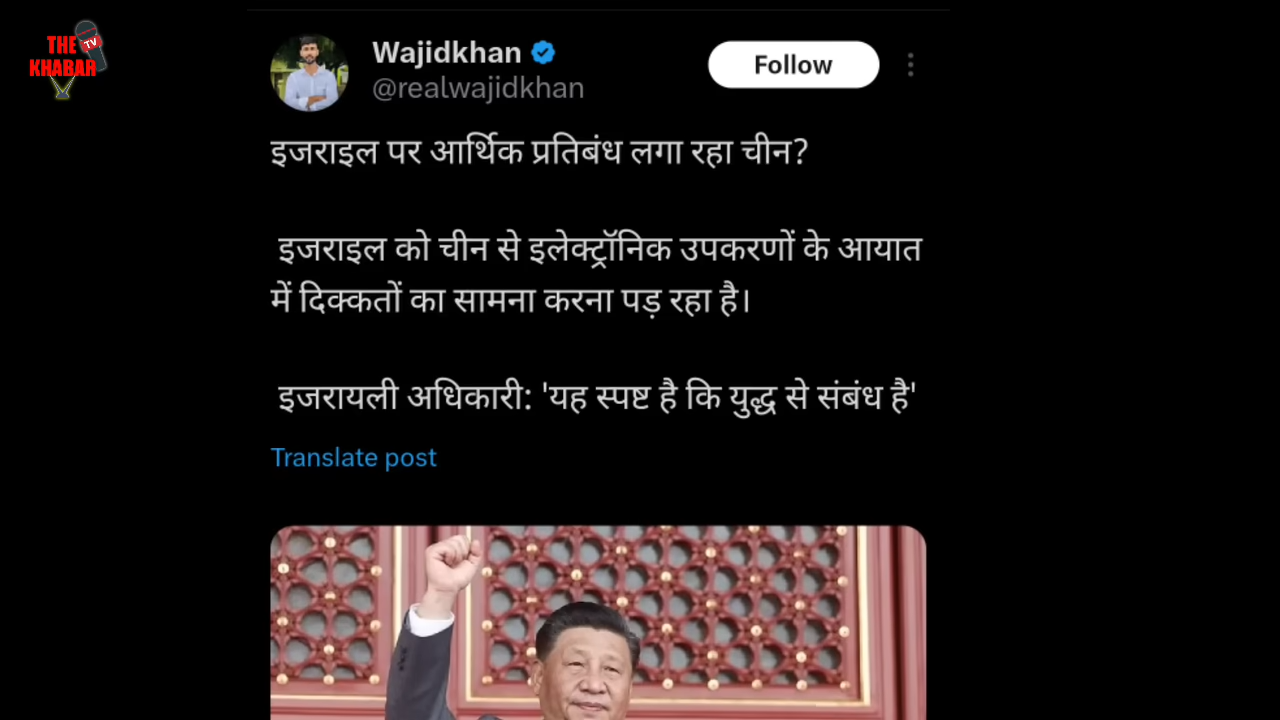 THE
TV
KHABAR
Wajidkhan
@realwajidkhan
Follow
इजराइल पर आर्थिक प्रतिबंध लगा रहा चीन?
इजराइल को चीन से इलेक्ट्रॉनिक उपकरणों के आयात
में दिक्कतों का सामना करना पड़ रहा है।
इजरायली अधिकारी: 'यह स्पष्ट है कि युद्ध से संबंध है'
Translate post